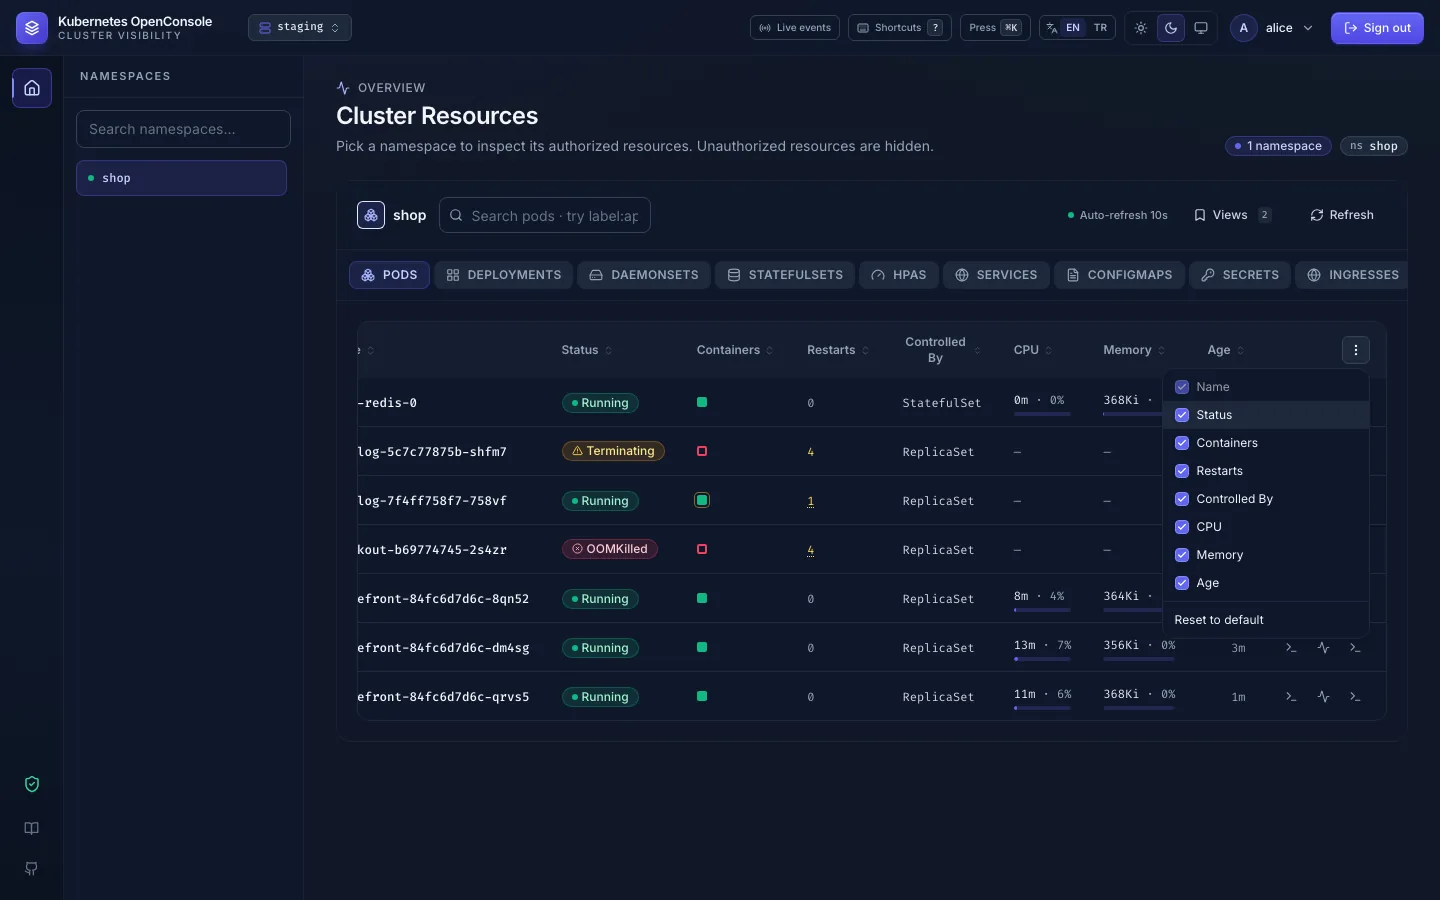 Kubernetes OpenConsole
CLUSTER VISIBILITY
staging
Live events
Shortcuts ?
Press ⌘K
EN TR
A alice
Sign out
NAMESPACES
Search namespaces...
shop
OVERVIEW
Cluster Resources
Pick a namespace to inspect its authorized resources. Unauthorized resources are hidden.
1 namespace
ns shop
shop
Search pods · try label:ap
Auto-refresh 10s
Views 2
Refresh
PODS DEPLOYMENTS DAEMONSETS STATEFULSETS HPAS SERVICES CONFIGMAPS SECRETS INGRESSES
e Status Containers Restarts Controlled By CPU Memory Age
-redis-0 Running 0 StatefulSet 0m · 0% 368Ki ·
log-5c7c77875b-shfm7 Terminating 4 ReplicaSet — —
log-7f4ff758f7-758vf Running 1 ReplicaSet — —
kout-b69774745-2s4zr OOMKilled 4 ReplicaSet — —
efront-84fc6d7d6c-8qn52 Running 0 ReplicaSet 8m · 4% 364Ki ·
efront-84fc6d7d6c-dm4sg Running 0 ReplicaSet 13m · 7% 356Ki · 0% 3m
efront-84fc6d7d6c-qrvs5 Running 0 ReplicaSet 11m · 6% 368Ki · 0% 1m
Name
Status
Containers
Restarts
Controlled By
CPU
Memory
Age
Reset to default